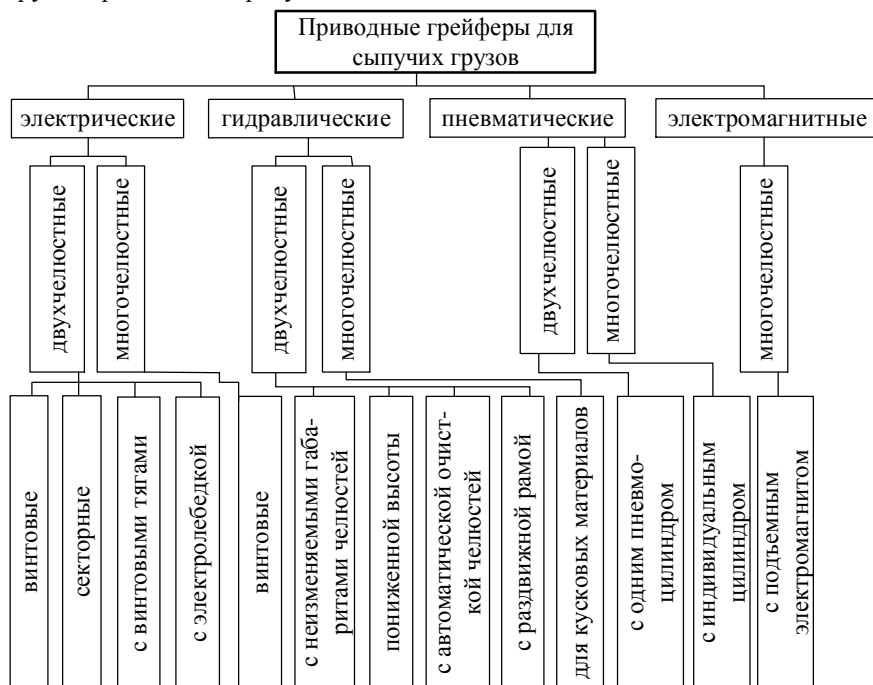 Приводные грейферы для
сыпучих грузов
электрические
гидравлические
пневматические
электромагнитные
двухчелюстные
многочелюстные
двухчелюстные
многочелюстные
двухчелюстные
многочелюстные
многочелюстные
винтовые
секторные
с винтовыми тягами
с электролебедкой
винтовые
с неизменяемыми габа-
ритами челюстей
пониженной высоты
с автоматической очист-
кой челюстей
с раздвижной рамой
для кусковых материалов
с одним пневмо-
цилиндром
с индивидуальным
цилиндром
с подъемным
электромагнитом